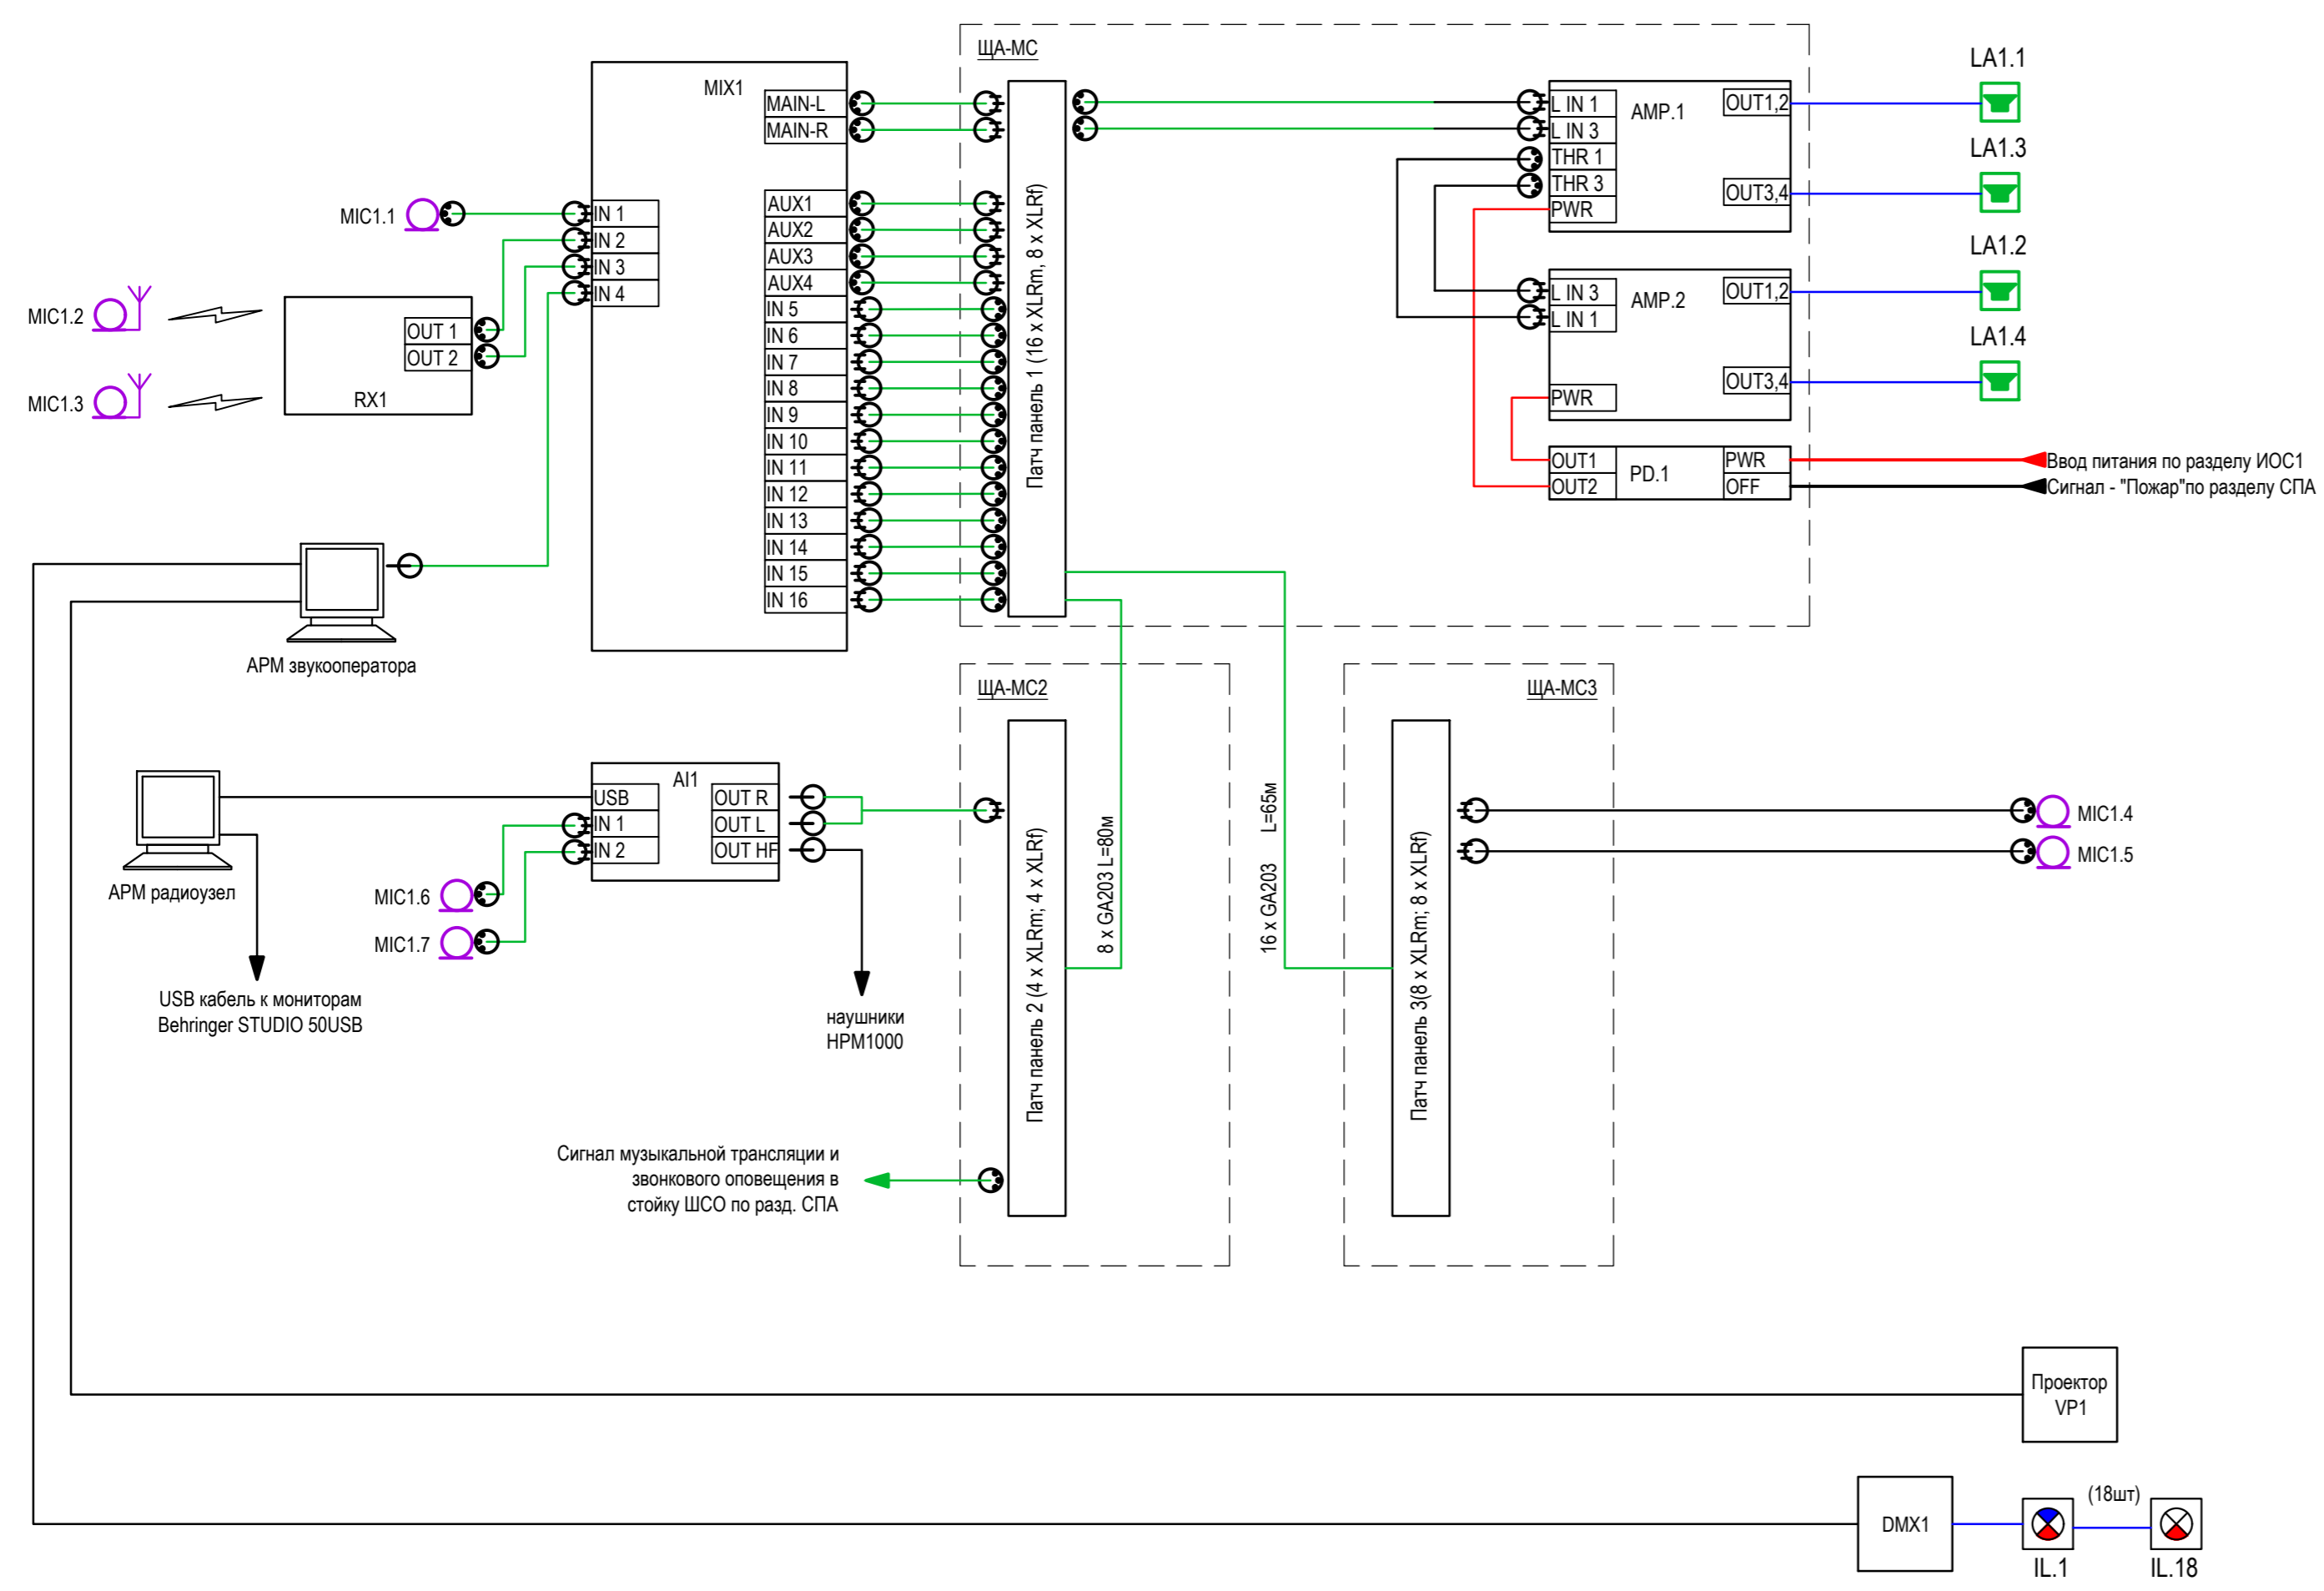 ЩА-МС
MIX1
MAIN-L
MAIN-R
AUX1
AUX2
AUX3
AUX4
IN 5
IN 6
IN 7
IN 8
IN 9
IN 10
IN 11
IN 12
IN 13
IN 14
IN 15
IN 16
IN 1
IN 2
IN 3
IN 4
MIC1.1
MIC1.2
MIC1.3
OUT 1
OUT 2
RX1
АРМ звукооператора
Патч панель 1 (16 x XLRm, 8 x XLRf)
L IN 1
L IN 3
THR 1
THR 3
PWR
AMP.1
OUT1,2
OUT3,4
L IN 3
L IN 1
PWR
AMP.2
OUT1,2
OUT3,4
OUT1
OUT2
PD.1
PWR
OFF
LA1.1
LA1.3
LA1.2
LA1.4
Ввод питания по разделу ИОС1
Сигнал - "Пожар"по разделу СПА
ЩА-МС2
ЩА-МС3
АРМ радиоузел
USB кабель к мониторам
Behringer STUDIO 50USB
AI1
USB
IN 1
IN 2
OUT R
OUT L
OUT HF
MIC1.6
MIC1.7
наушники
HPM1000
Патч панель 2 (4 x XLRm; 4 x XLRf)
8 x GA203 L=80м
16 x GA203 L=65м
Патч панель 3(8 x XLRm; 8 x XLRf)
MIC1.4
MIC1.5
Сигнал музыкальной трансляции и
звонкового оповещения в
стойку ШСО по разд. СПА
Проектор
VP1
DMX1
(18шт)
IL.1
IL.18